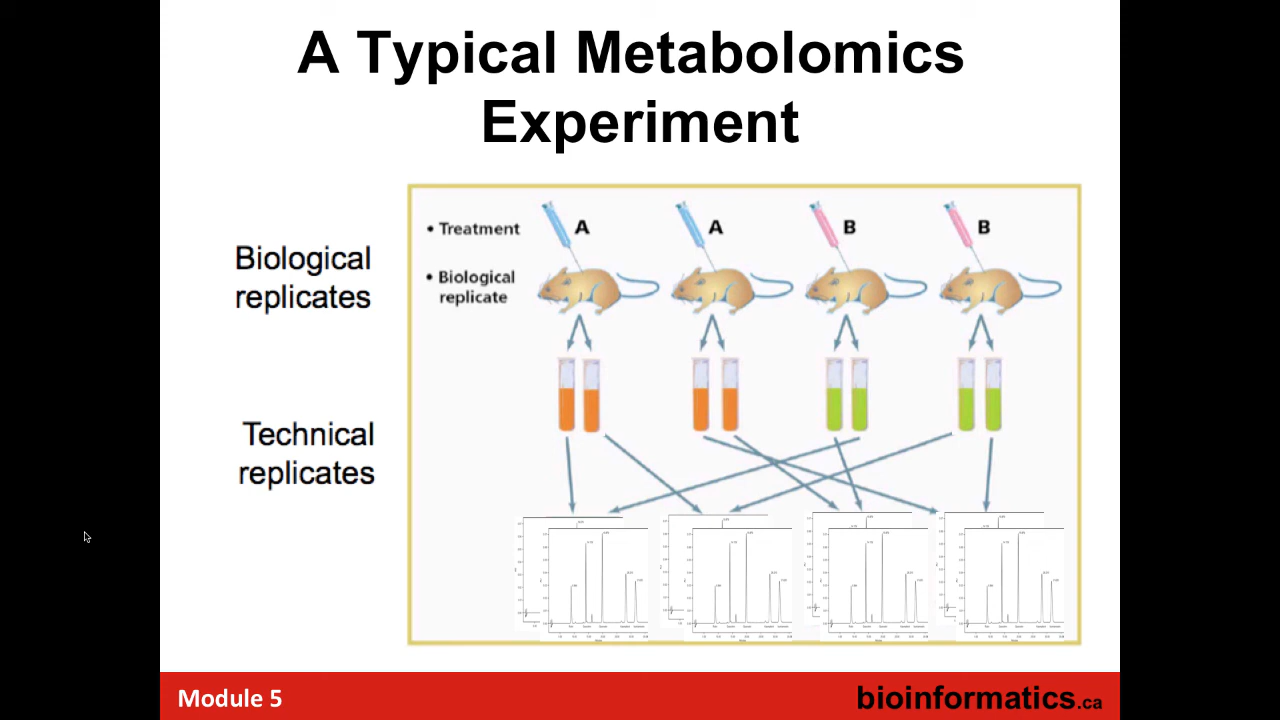 A Typical Metabolomics
Experiment
• Treatment
A
A
B
B
Biological
replicates
• Biological
replicate
Technical
replicates
Module 5
bioinformatics.ca